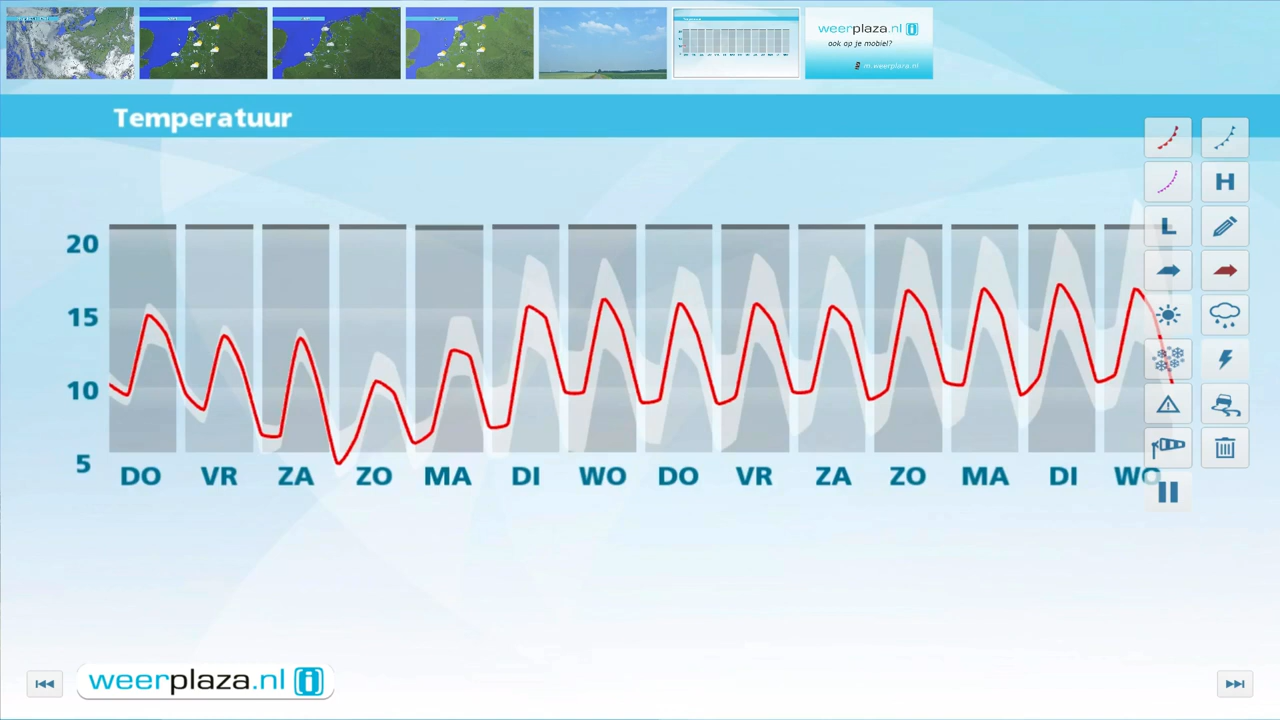 weerplaza.nl
ook op je mobiel?
m.weerplaza.nl
Temperatuur
H
L
20
15
10
5
DO VR ZA ZO MA DI WO DO VR ZA ZO MA DI WO
weerplaza.nl